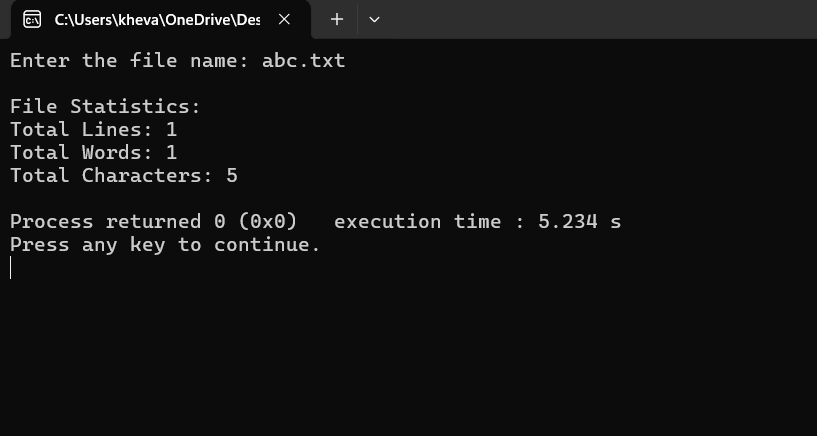 C:\Users\kheva\OneDrive\Des
Enter the file name: abc.txt
File Statistics:
Total Lines: 1
Total Words: 1
Total Characters: 5
Process returned 0 (0x0)   execution time : 5.234 s
Press any key to continue.